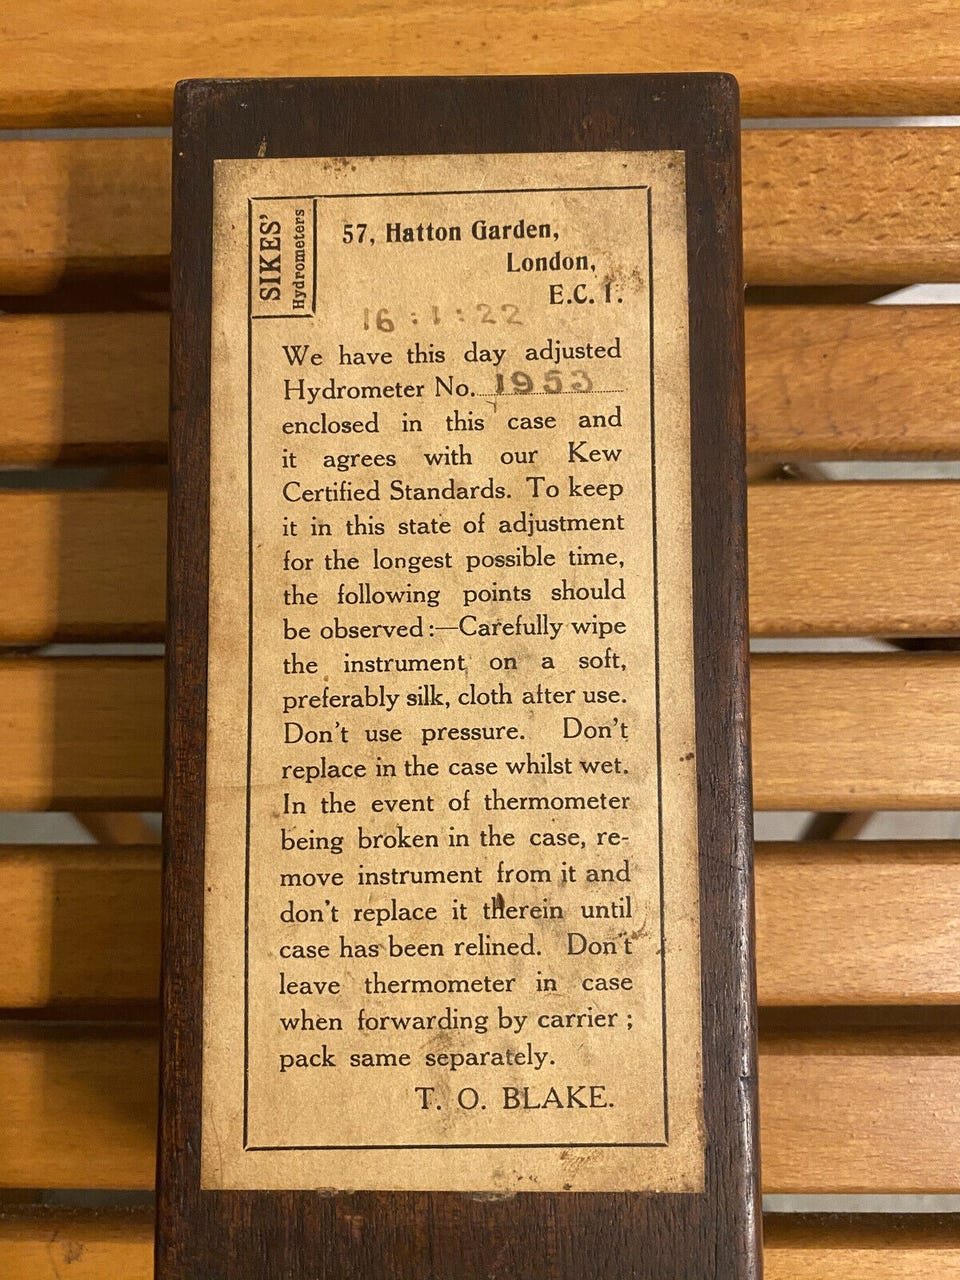 SIKES'
Hydrometers
57, Hatton Garden,
London,
E.C. 1.
16:1:22
We have this day adjusted
Hydrometer No. 1953
enclosed in this case and
it agrees with our Kew
Certified Standards. To keep
it in this state of adjustment
for the longest possible time,
the following points should
be observed:—Carefully wipe
the instrument on a soft,
preferably silk, cloth after use.
Don't use pressure. Don't
replace in the case whilst wet.
In the event of thermometer
being broken in the case, re-
move instrument from it and
don't replace it therein until
case has been relined. Don't
leave thermometer in case
when forwarding by carrier;
pack same separately.
T. O. BLAKE.